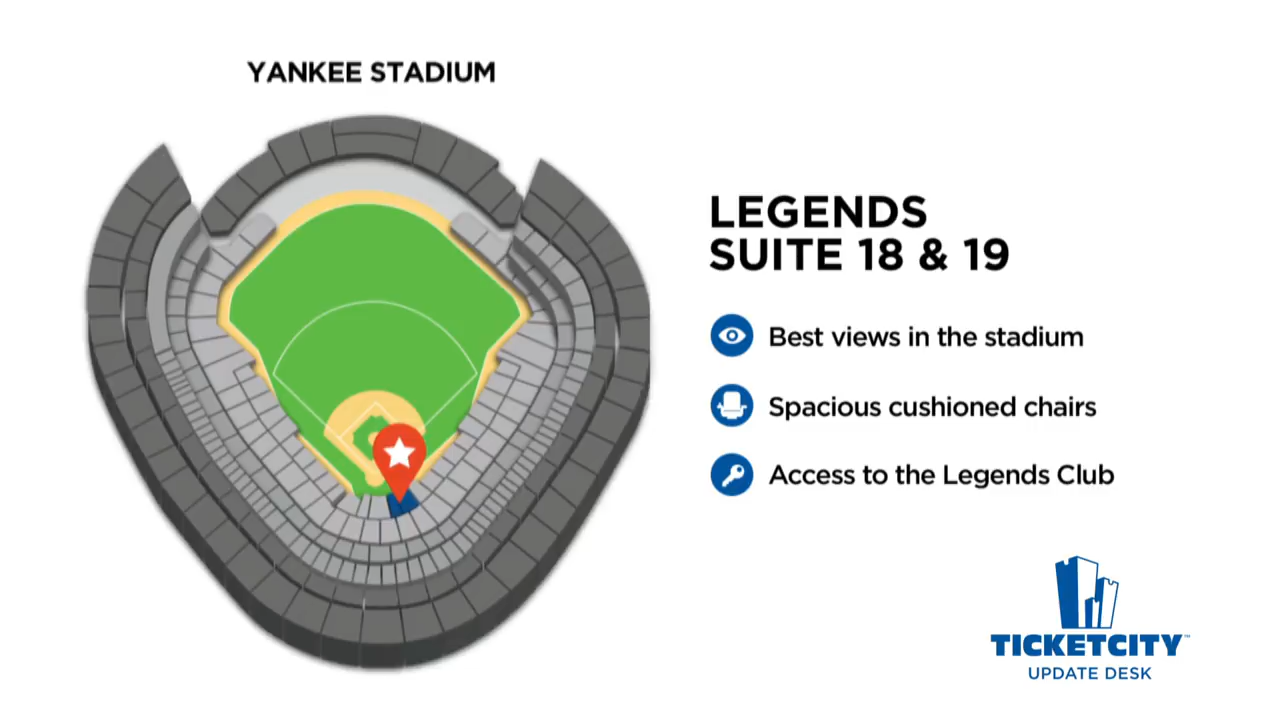 YANKEE STADIUM
LEGENDS
SUITE 18 & 19
Best views in the stadium
Spacious cushioned chairs
Access to the Legends Club
TICKETCITY™
UPDATE DESK